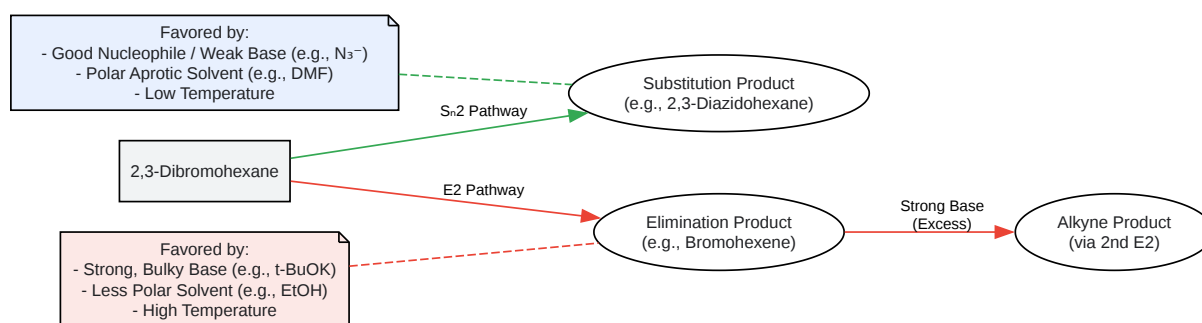 Favored by:
- Good Nucleophile / Weak Base (e.g., N₃⁻)
- Polar Aprotic Solvent (e.g., DMF)
- Low Temperature
Substitution Product
(e.g., 2,3-Diazidohexane)
Sₙ2 Pathway
2,3-Dibromohexane
E2 Pathway
Elimination Product
(e.g., Bromohexene)
Strong Base
(Excess)
Alkyne Product
(via 2nd E2)
Favored by:
- Strong, Bulky Base (e.g., t-BuOK)
- Less Polar Solvent (e.g., EtOH)
- High Temperature